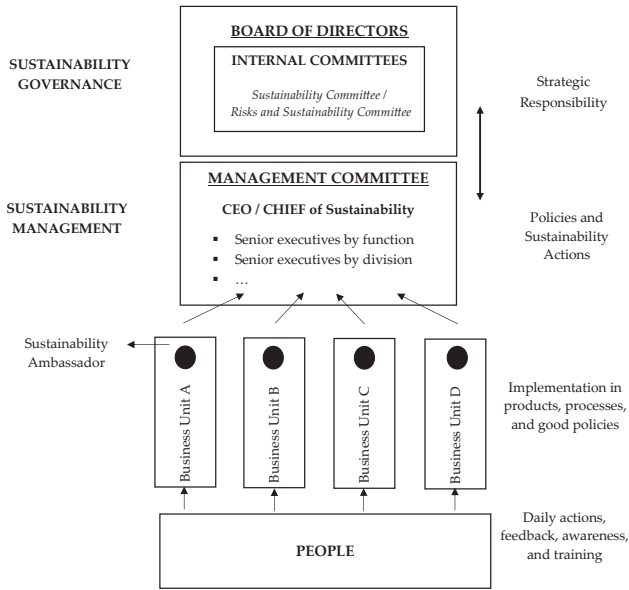 BOARD OF DIRECTORS
INTERNAL COMMITTEES
Sustainability Committee /
Risks and Sustainability Committee
SUSTAINABILITY
GOVERNANCE
Strategic
Responsibility
MANAGEMENT COMMITTEE
CEO / CHIEF of Sustainability
▪ Senior executives by function
▪ Senior executives by division
▪ …
SUSTAINABILITY
MANAGEMENT
Policies and
Sustainability
Actions
Sustainability
Ambassador
Business Unit A
Business Unit B
Business Unit C
Business Unit D
Implementation in
products, processes,
and good policies
PEOPLE
Daily actions,
feedback, awareness,
and training